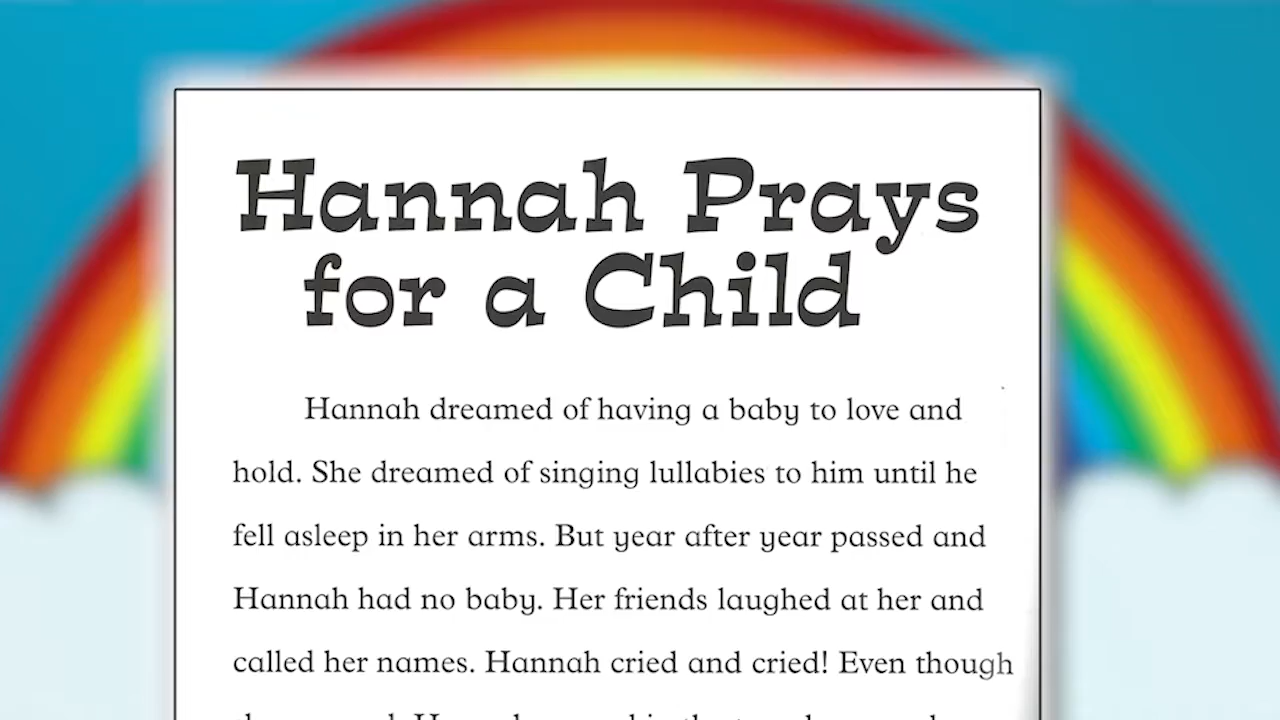 Hannah Prays
for a Child
Hannah dreamed of having a baby to love and
hold. She dreamed of singing lullabies to him until he
fell asleep in her arms. But year after year passed and
Hannah had no baby. Her friends laughed at her and
called her names. Hannah cried and cried! Even though